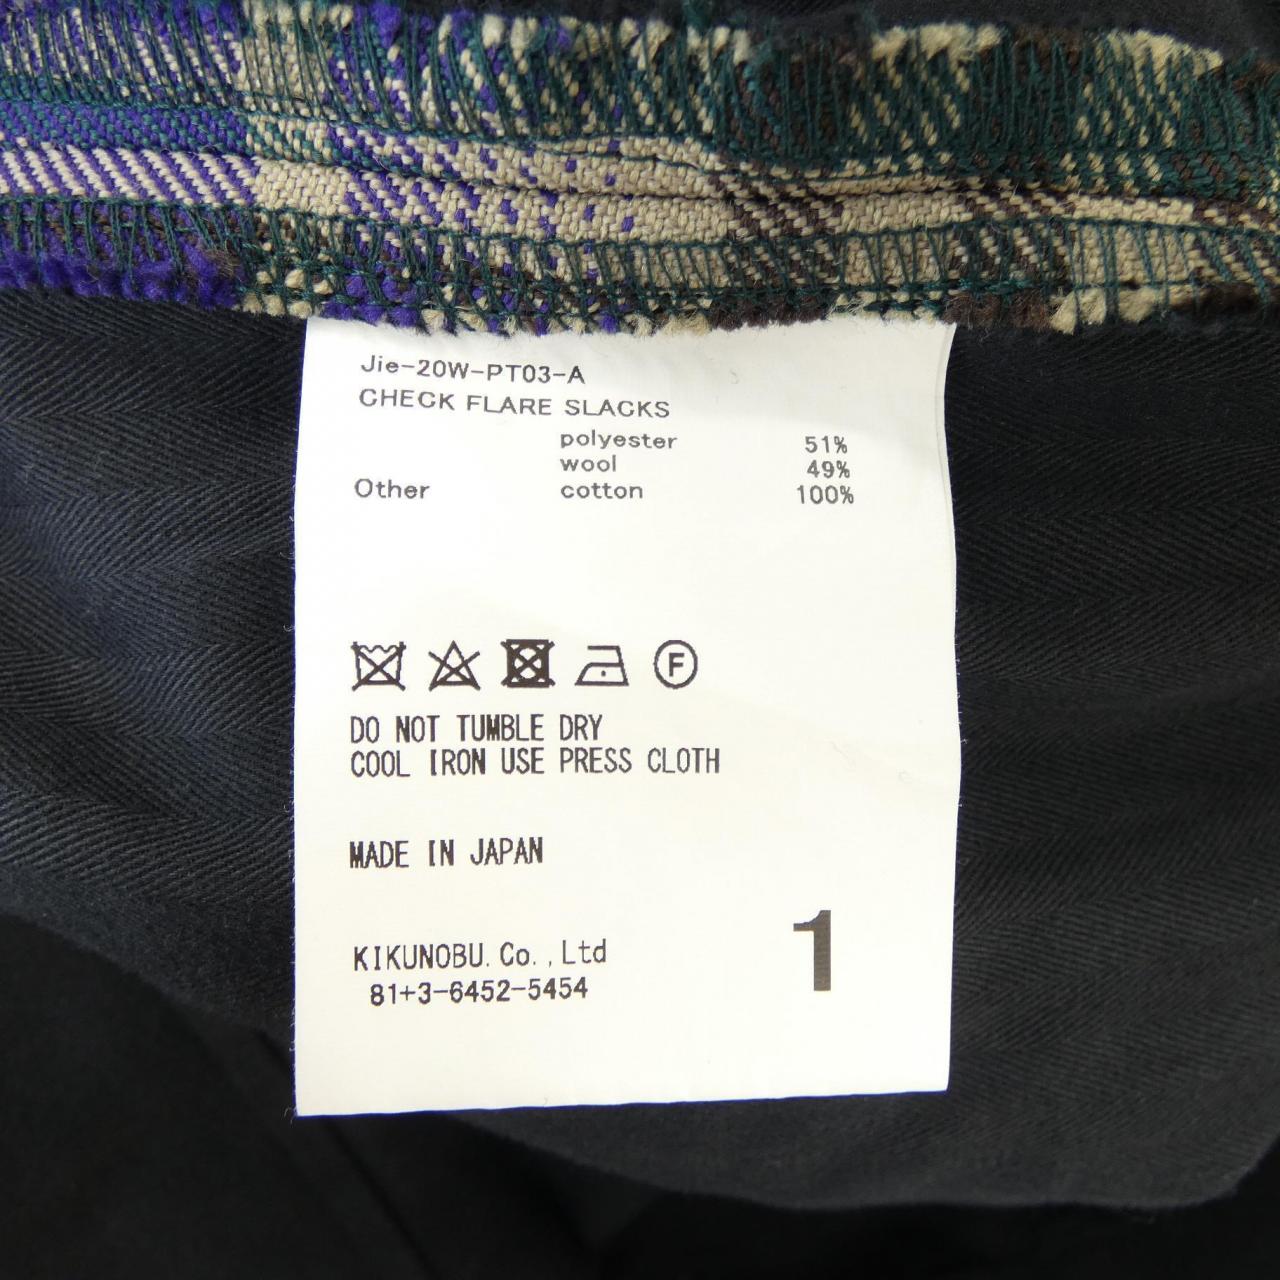 Jie-20W-PT03-A
CHECK FLARE SLACKS
polyester 51%
wool 49%
Other cotton 100%
F
DO NOT TUMBLE DRY
COOL IRON USE PRESS CLOTH
MADE IN JAPAN
KIKUNOBU.Co.,Ltd
81+3-6452-5454
1